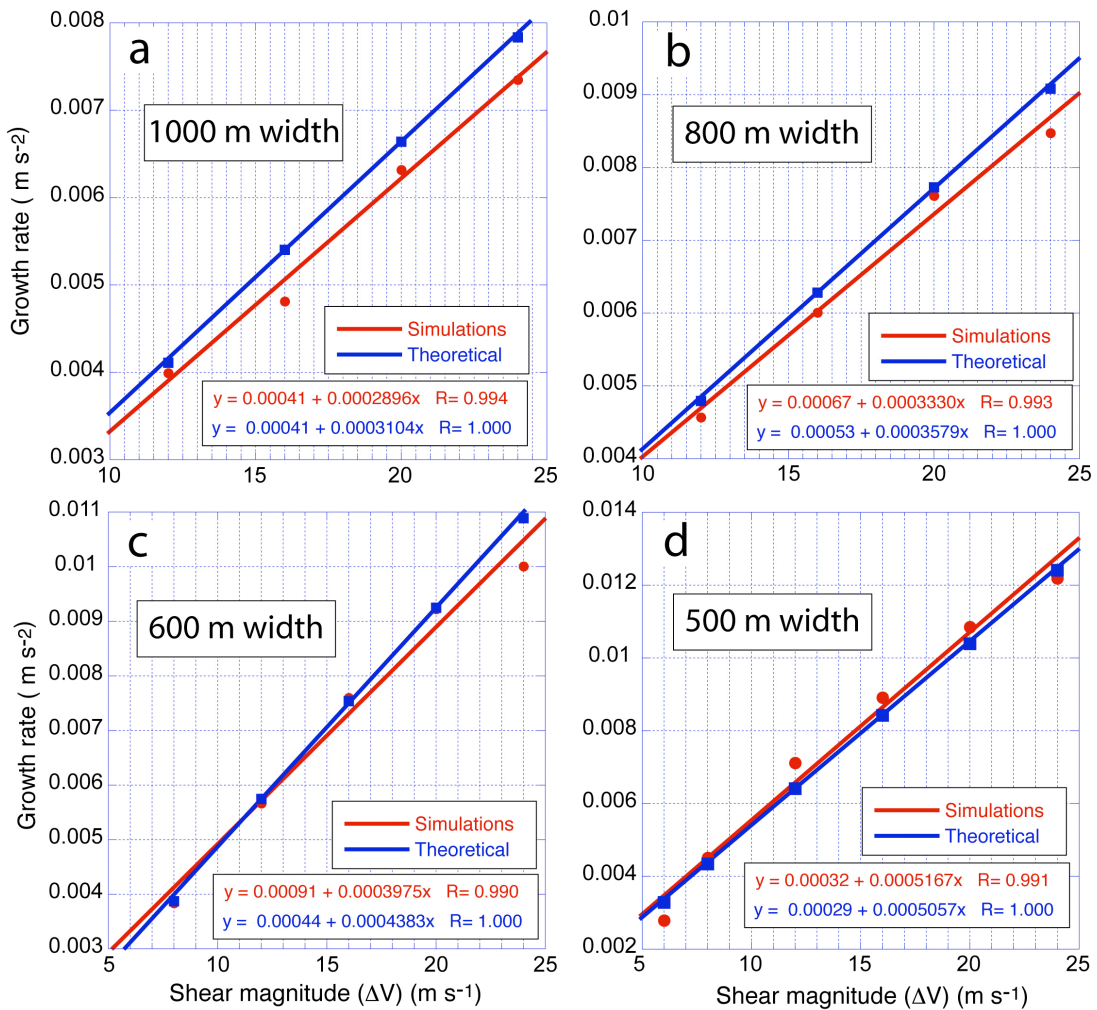 a
1000 m width
Growth rate ( m s-2)
0.008
0.007
0.006
0.005
0.004
0.003
Simulations
Theoretical
y = 0.00041 + 0.0002896x R= 0.994
y = 0.00041 + 0.0003104x R= 1.000
10 15 20 25
b
800 m width
0.01
0.009
0.008
0.007
0.006
0.005
0.004
Simulations
Theoretical
y = 0.00067 + 0.0003330x R= 0.993
y = 0.00053 + 0.0003579x R= 1.000
10 15 20 25
c
600 m width
Growth rate ( m s-2)
0.011
0.01
0.009
0.008
0.007
0.006
0.005
0.004
0.003
Simulations
Theoretical
y = 0.00091 + 0.0003975x R= 0.990
y = 0.00044 + 0.0004383x R= 1.000
5 10 15 20 25
Shear magnitude (ΔV) (m s-1)
d
500 m width
0.014
0.012
0.01
0.008
0.006
0.004
0.002
Simulations
Theoretical
y = 0.00032 + 0.0005167x R= 0.991
y = 0.00029 + 0.0005057x R= 1.000
5 10 15 20 25
Shear magnitude (ΔV) (m s-1)